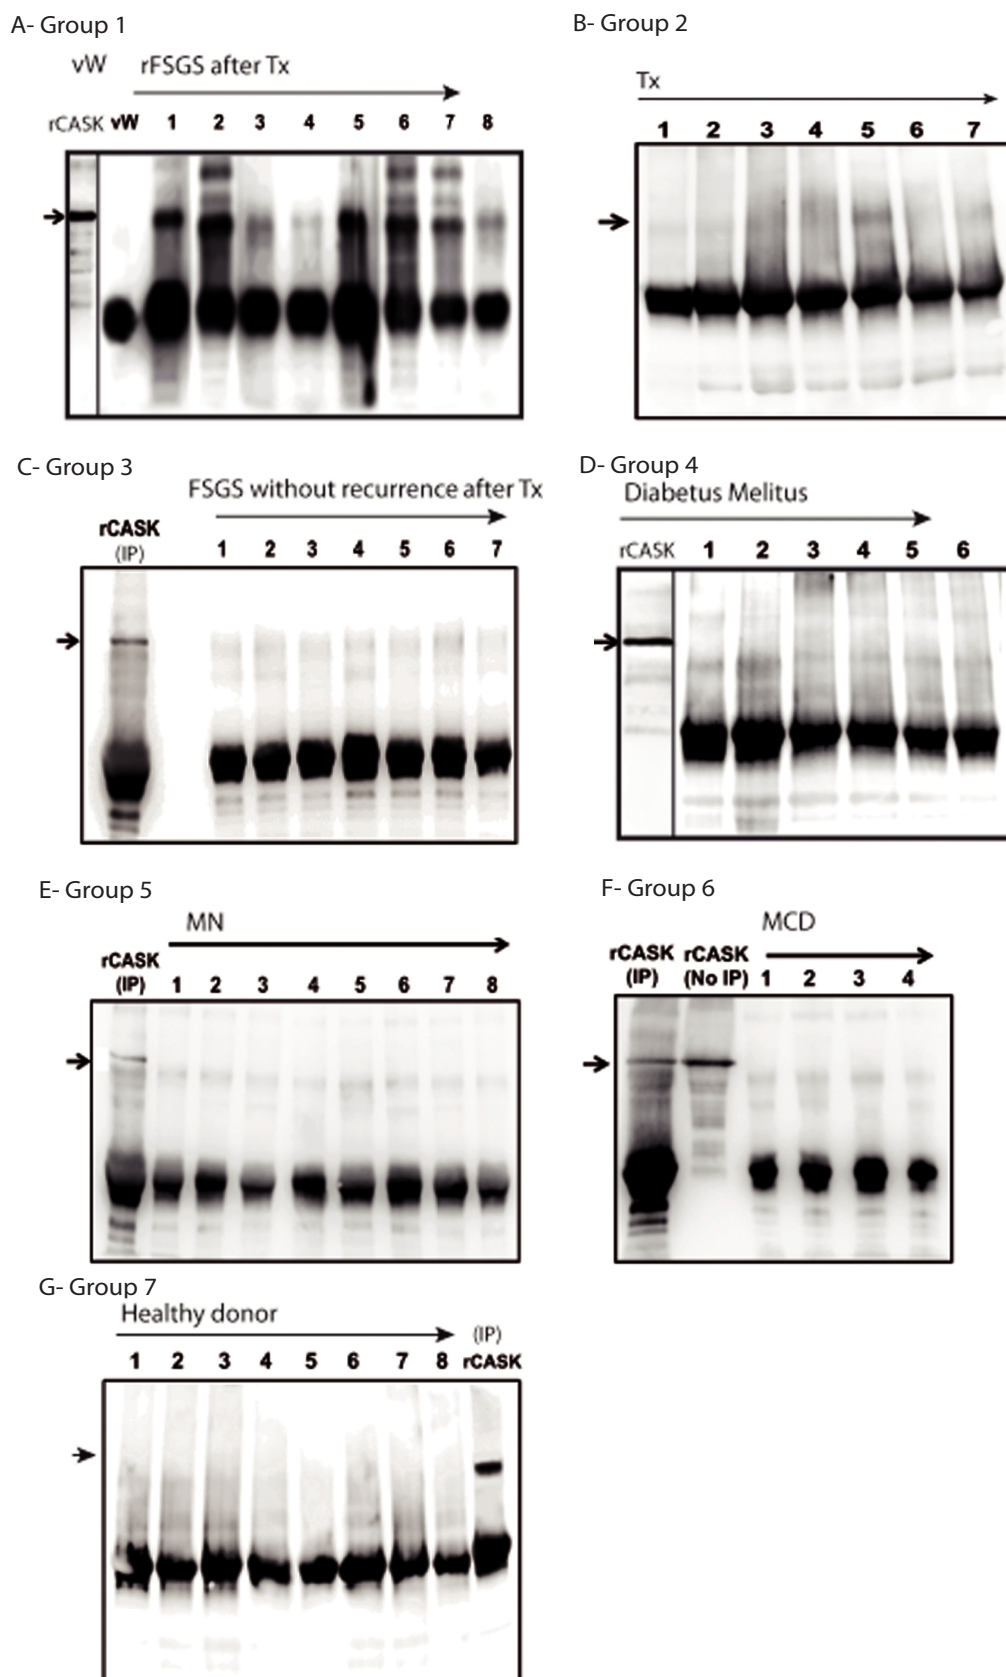 A- Group 1
vW rFSGS after Tx
rCASK vW 1 2 3 4 5 6 7 8
B- Group 2
Tx
1 2 3 4 5 6 7
C- Group 3
FSGS without recurrence after Tx
rCASK
(IP)
1 2 3 4 5 6 7
D- Group 4
Diabetus Melitus
rCASK 1 2 3 4 5 6
E- Group 5
MN
rCASK
(IP) 1 2 3 4 5 6 7 8
F- Group 6
MCD
rCASK rCASK
(IP) (No IP) 1 2 3 4
G- Group 7
Healthy donor
(IP)
1 2 3 4 5 6 7 8 rCASK